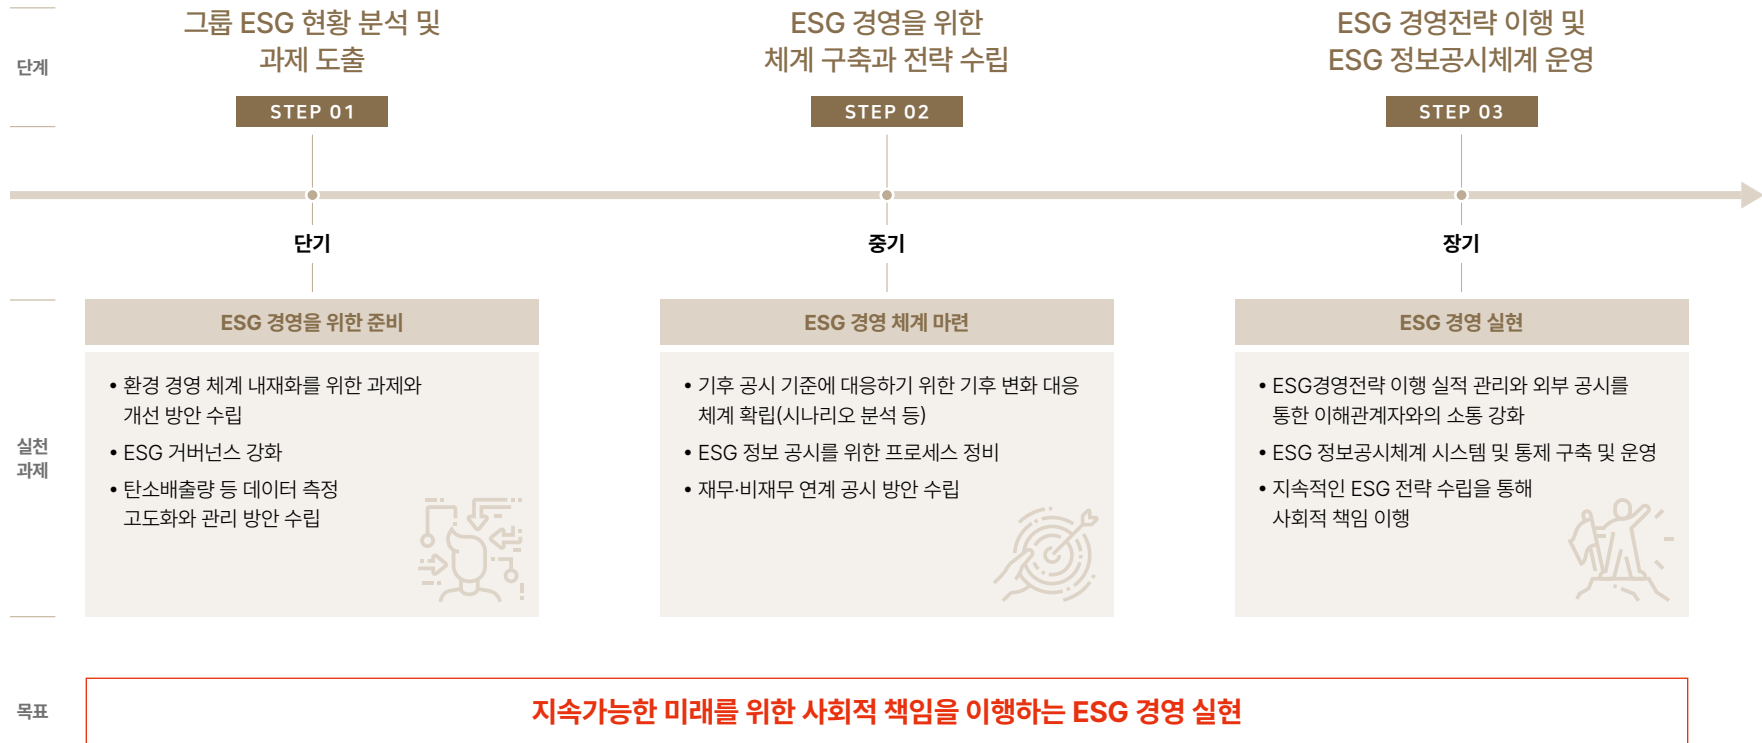 단계
그룹 ESG 현황 분석 및
과제 도출
STEP 01
ESG 경영을 위한
체계 구축과 전략 수립
STEP 02
ESG 경영전략 이행 및
ESG 정보공시체계 운영
STEP 03
단기
중기
장기
실천
과제
ESG 경영을 위한 준비
• 환경 경영 체계 내재화를 위한 과제와
개선 방안 수립
• ESG 거버넌스 강화
• 탄소배출량 등 데이터 측정
고도화와 관리 방안 수립
ESG 경영 체계 마련
• 기후 공시 기준에 대응하기 위한 기후 변화 대응
체계 확립(시나리오 분석 등)
• ESG 정보 공시를 위한 프로세스 정비
• 재무·비재무 연계 공시 방안 수립
ESG 경영 실현
• ESG경영전략 이행 실적 관리와 외부 공시를
통한 이해관계자와의 소통 강화
• ESG 정보공시체계 시스템 및 통제 구축 및 운영
• 지속적인 ESG 전략 수립을 통해
사회적 책임 이행
목표
지속가능한 미래를 위한 사회적 책임을 이행하는 ESG 경영 실현